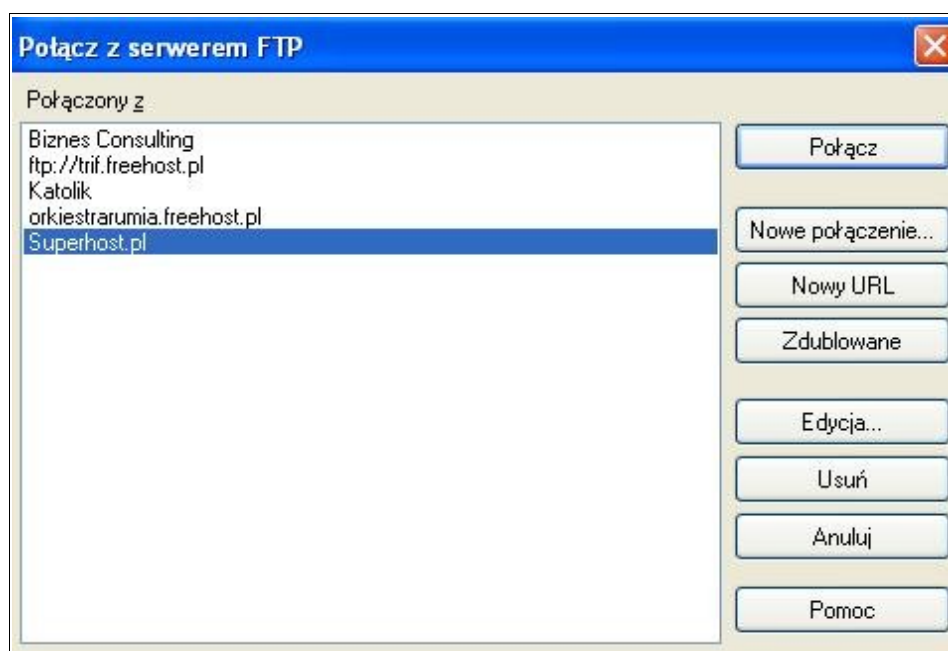 Połącz z serwerem FTP
Połączony z
Biznes Consulting
ftp://trif.freehost.pl
Katolik
orkiestrarumia.freehost.pl
Superhost.pl
Połącz
Nowe połączenie...
Nowy URL
Zdublowane
Edycja...
Usuń
Anuluj
Pomoc